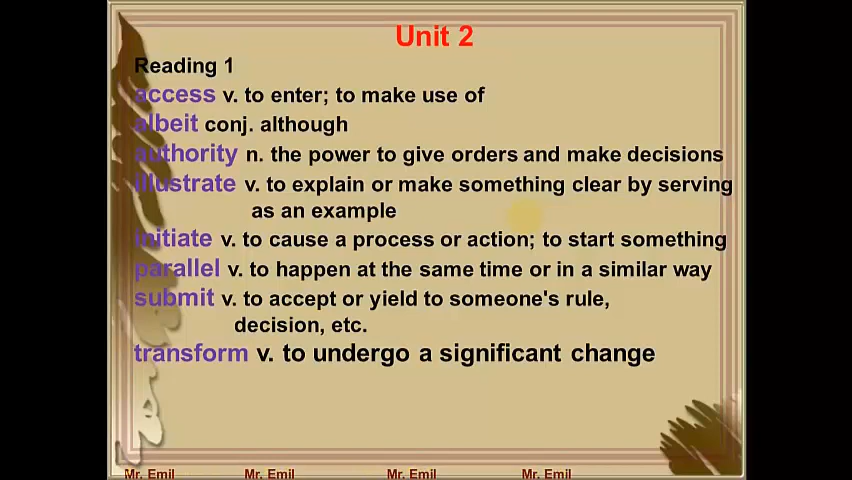 Unit 2
Reading 1
access v. to enter; to make use of
albeit conj. although
authority n. the power to give orders and make decisions
illustrate v. to explain or make something clear by serving
as an example
initiate v. to cause a process or action; to start something
parallel v. to happen at the same time or in a similar way
submit v. to accept or yield to someone's rule,
decision, etc.
transform v. to undergo a significant change
Mr. Emil Mr. Emil Mr. Emil Mr. Emil